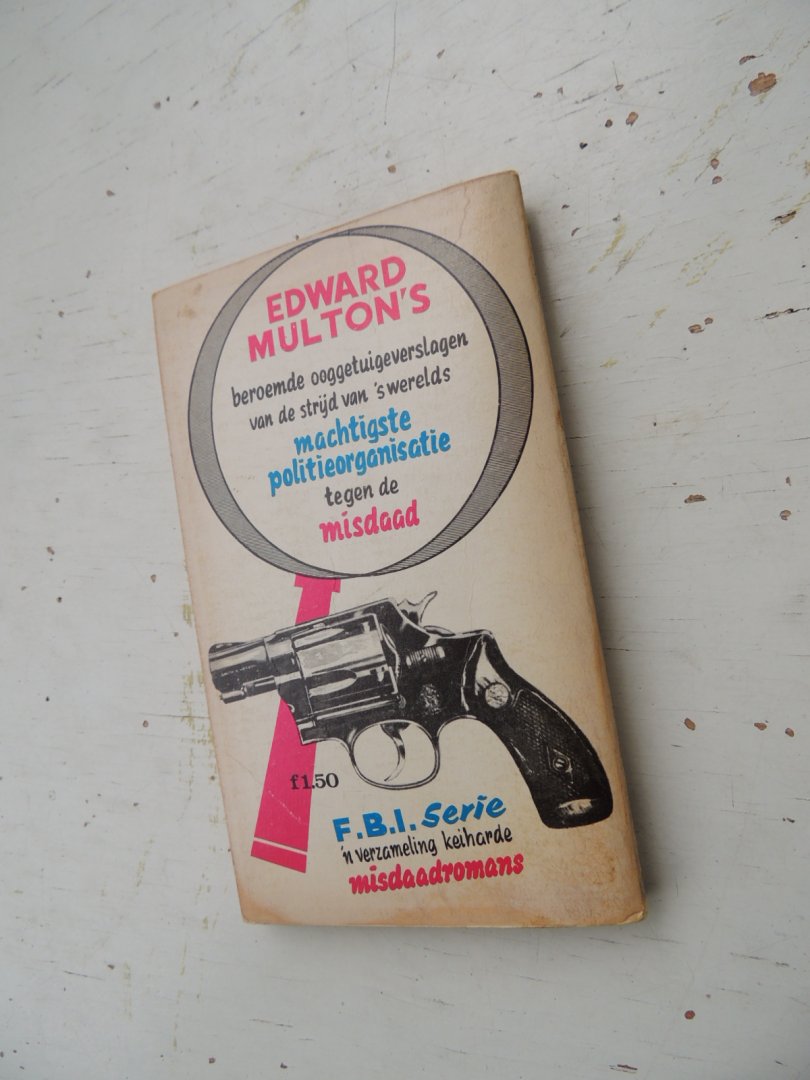 EDWARD
MULTON'S
beroemde ooggetuigeverslagen
van de strijd van 's werelds
machtigste
politieorganisatie
tegen de
misdaad
f1.50
F.B.I. Serie
'n verzameling keiharde
misdaadromans